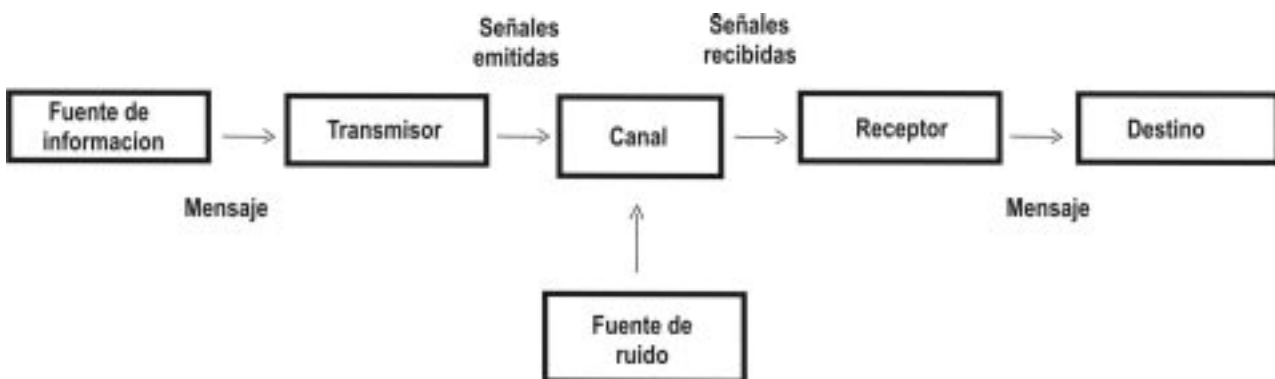 Señales
emitidas
Señales
recibidas
Fuente de
informacion
Transmisor
Canal
Receptor
Destino
Mensaje
Mensaje
Fuente de
ruido